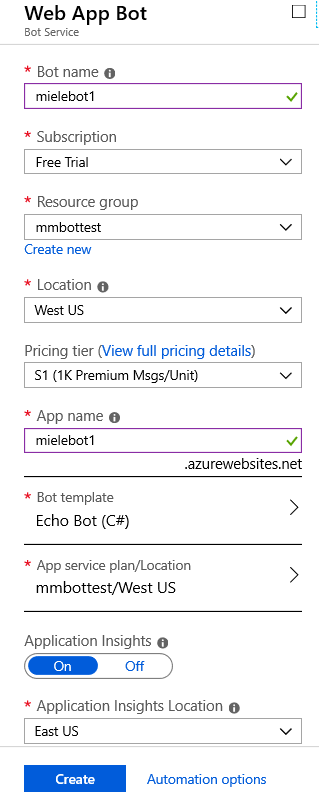 Web App Bot
Bot Service
* Bot name
mielebot1
* Subscription
Free Trial
* Resource group
mmbottest
Create new
* Location
West US
Pricing tier (View full pricing details)
S1 (1K Premium Msgs/Unit)
* App name
mielebot1
.azurewebsites.net
* Bot template
Echo Bot (C#)
* App service plan/Location
mmbottest/West US
Application Insights
On Off
* Application Insights Location
East US
Create Automation options